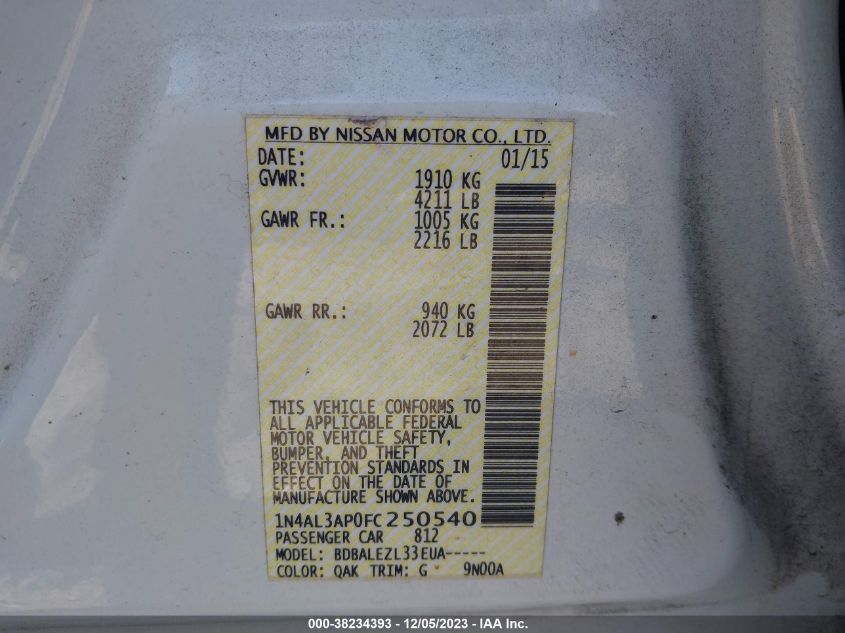 MFD BY NISSAN MOTOR CO., LTD.
DATE: 01/15
GVWR: 1910 KG
4211 LB
GAWR FR.: 1005 KG
2216 LB
GAWR RR.: 940 KG
2072 LB
THIS VEHICLE CONFORMS TO
ALL APPLICABLE FEDERAL
MOTOR VEHICLE SAFETY,
BUMPER, AND THEFT
PREVENTION STANDARDS IN
EFFECT ON THE DATE OF
MANUFACTURE SHOWN ABOVE.
1N4AL3AP0FC250540
PASSENGER CAR 812
MODEL: BDBALEZL33EUA-----
COLOR: QAK TRIM: G 9N00A
000-38234393 - 12/05/2023 - IAA Inc.